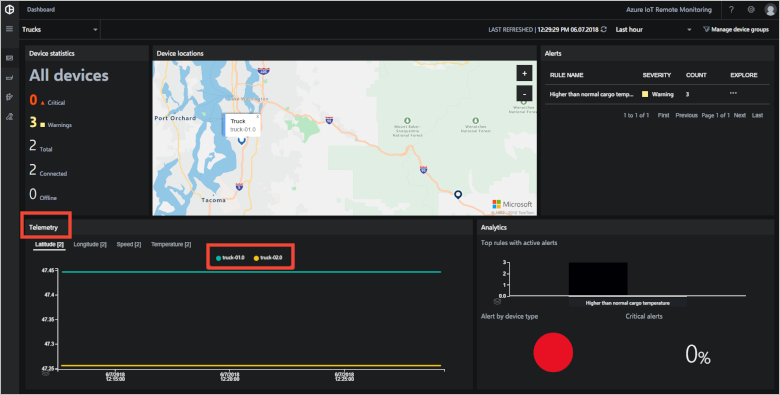 Dashboard
Azure IoT Remote Monitoring
?
Trucks
LAST REFRESHED | 12:29:29 PM 06.07.2018
Last hour
Manage device groups
Device statistics
All devices
0 Critical
3 Warnings
2 Total
2 Connected
0 Offline
Device locations
Port Orchard
Truck
truck-01.0
Tacoma
+
-
Microsoft
Alerts
RULE NAME SEVERITY COUNT EXPLORE
Higher than normal cargo temp... Warning 3 ...
1 to 1 of 1 First Previous Page 1 of 1 Next Last
Telemetry
Latitude [2] Longitude [2] Speed [2] Temperature [2]
truck-01.0 truck-02.0
47.45
47.4
47.35
47.3
47.25
6/7/2018 6/7/2018 6/7/2018
12:15:00 12:20:00 12:25:00
Analytics
Top rules with active alerts
3
2
1
0.0
Higher than normal cargo temperature
Alert by device type
Critical alerts
0%